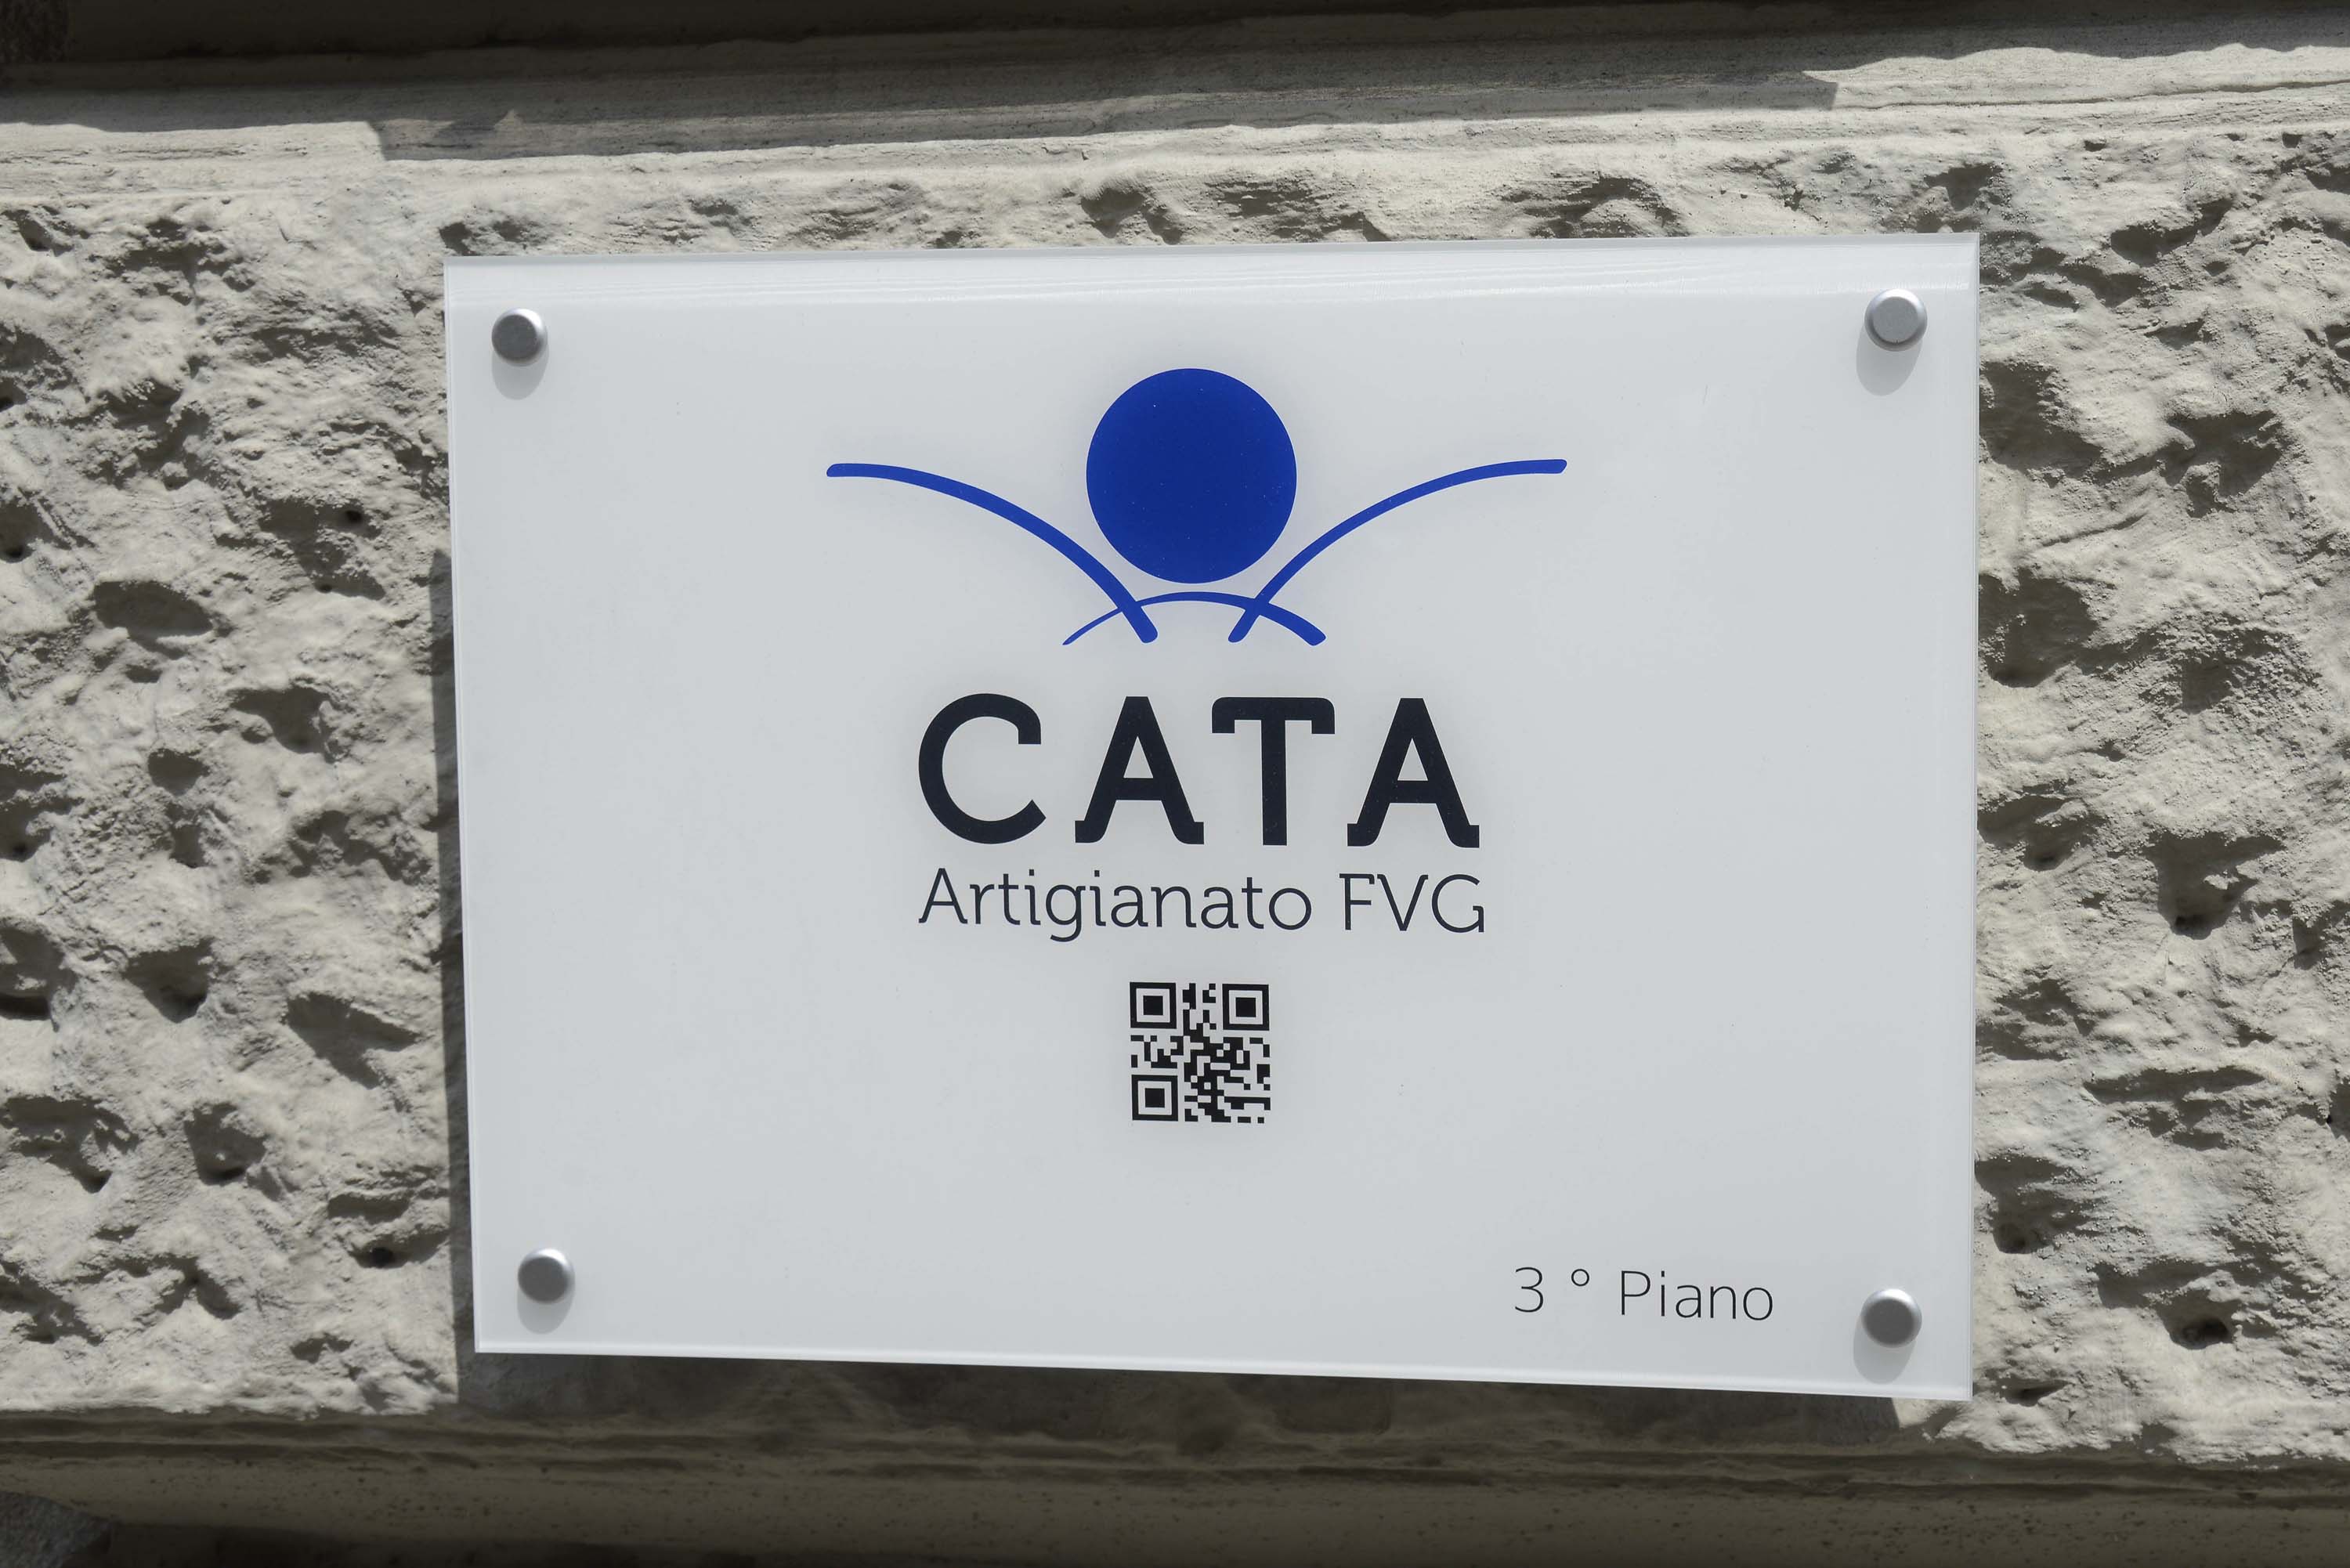 CATA
Artigianato FVG
3 ° Piano